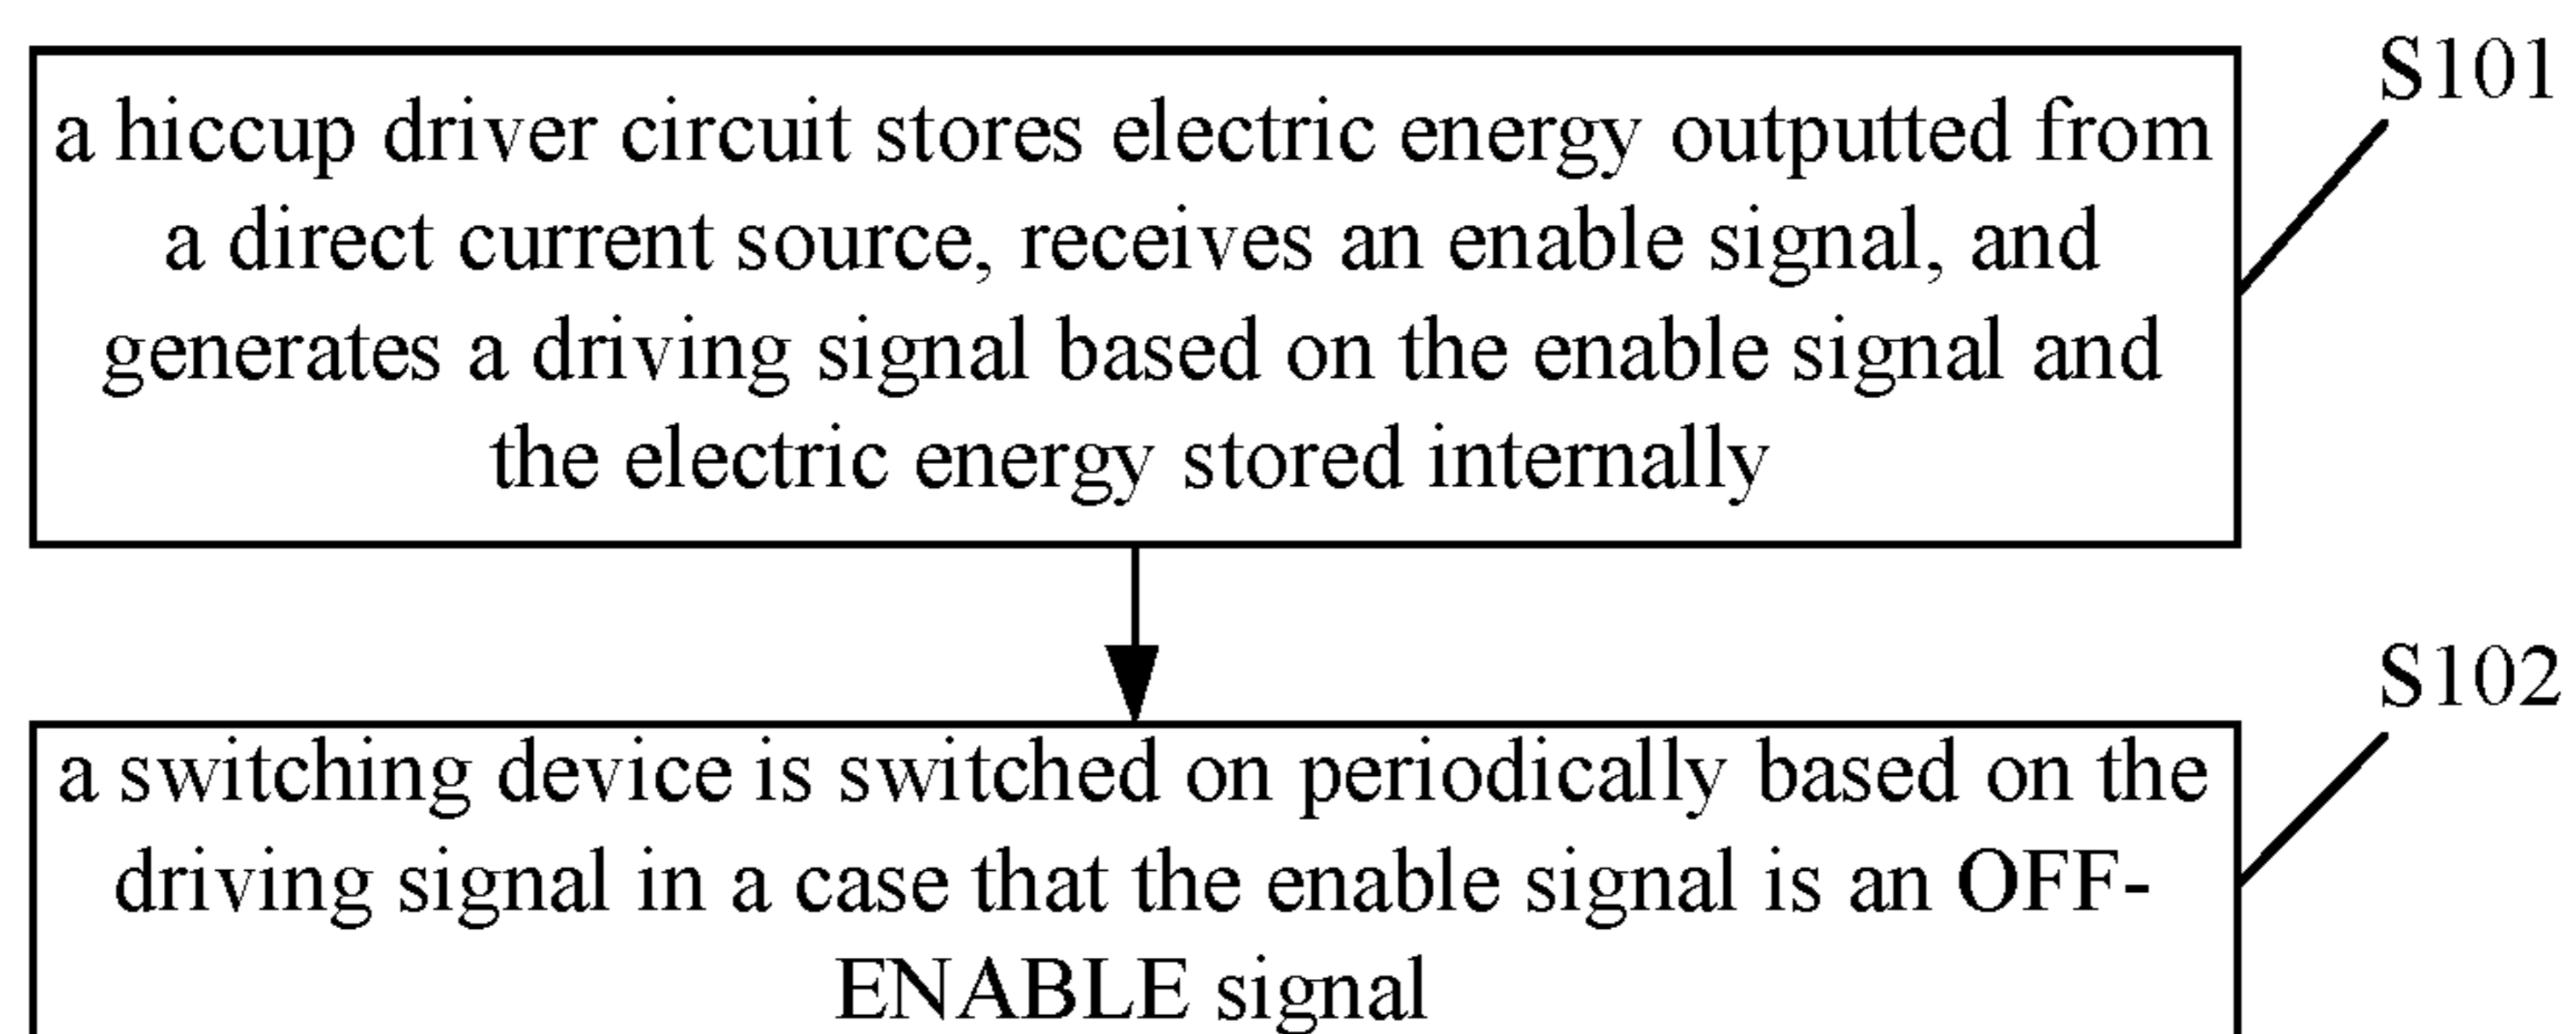 S101
a hiccup driver circuit stores electric energy outputted from
a direct current source, receives an enable signal, and
generates a driving signal based on the enable signal and
the electric energy stored internally
S102
a switching device is switched on periodically based on the
driving signal in a case that the enable signal is an OFF-
ENABLE signal